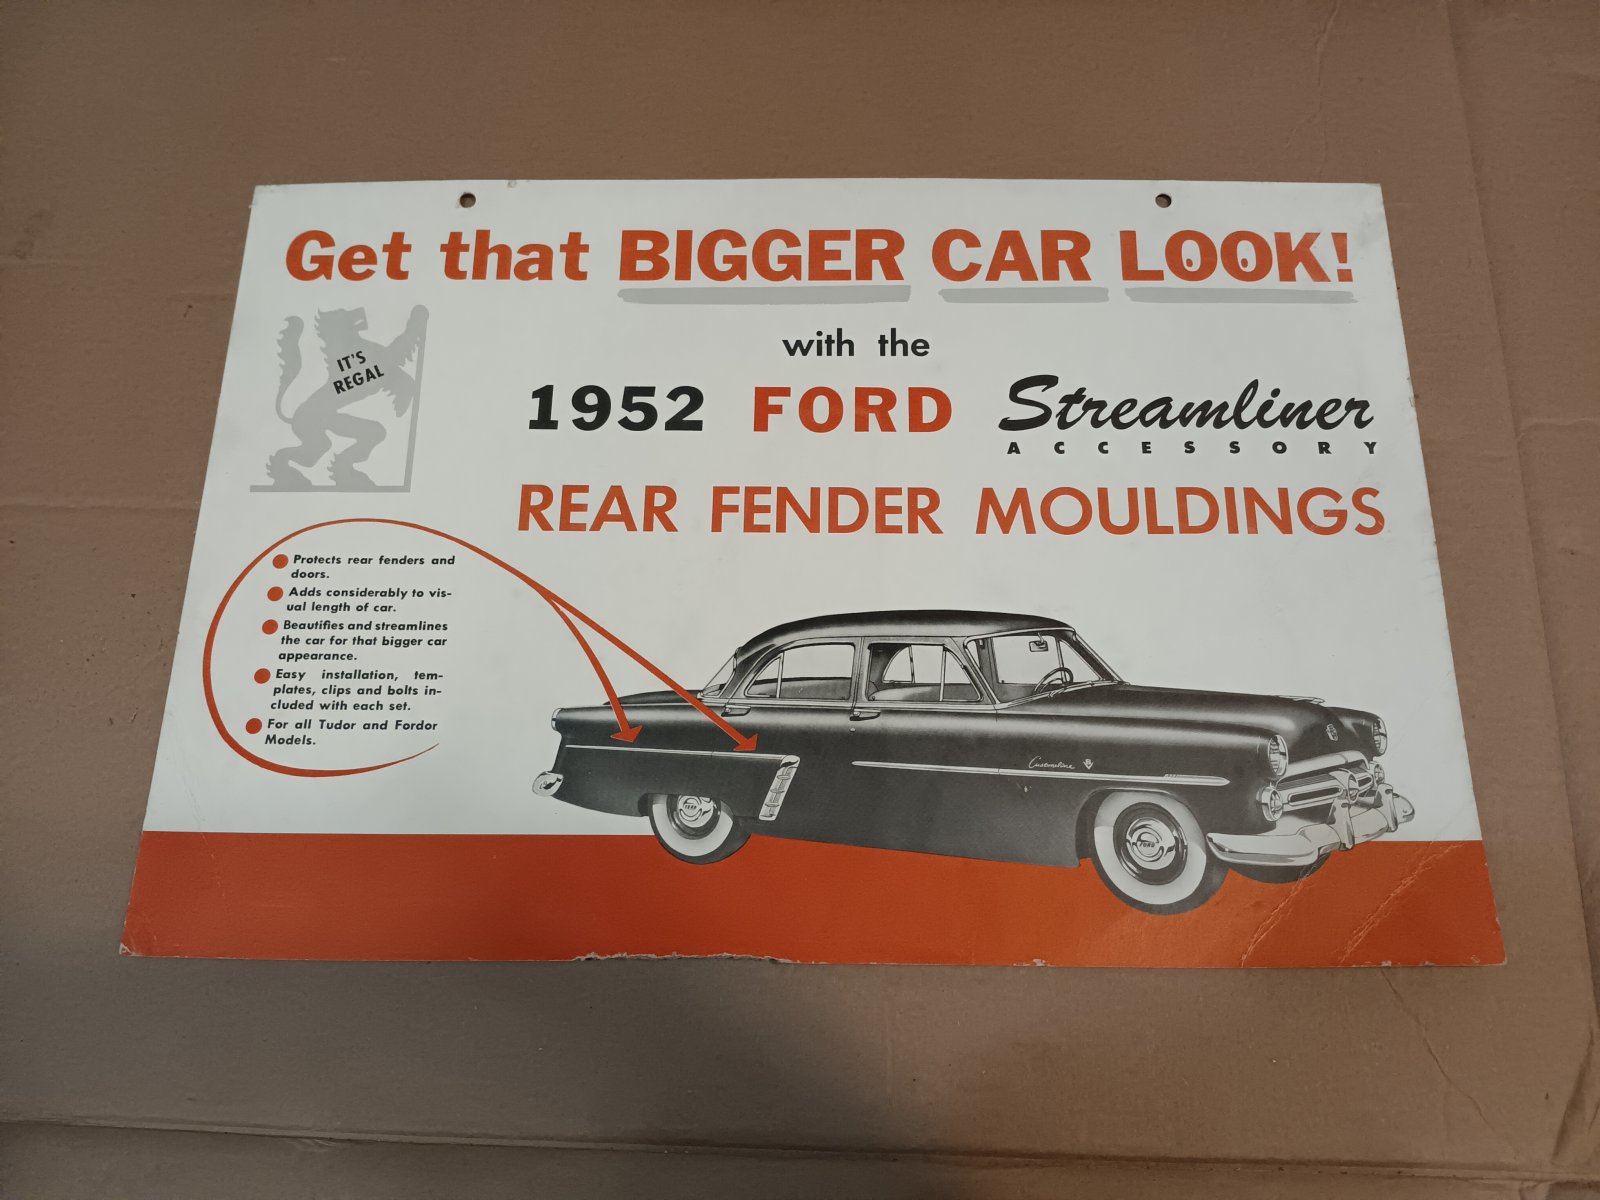 Get that BIGGER CAR LOOK!
IT'S
REGAL
with the
1952 FORD Streamliner
ACCESSORY
REAR FENDER MOULDINGS
Protects rear fenders and
doors.
Adds considerably to vis-
ual length of car.
Beautifies and streamlines
the car for that bigger car
appearance.
Easy installation, tem-
plates, clips and bolts in-
cluded with each set.
For all Tudor and Fordor
Models.
Customline
FORD
FORD